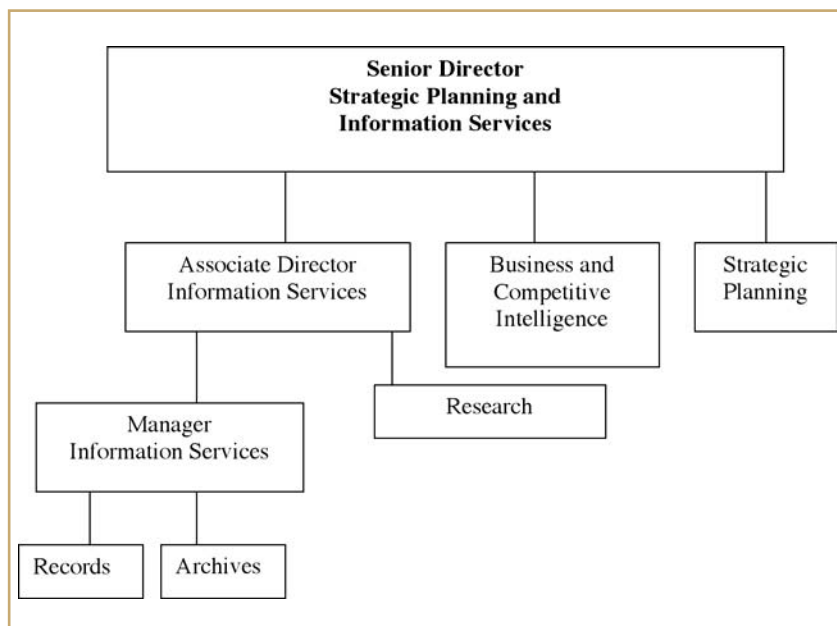 Senior Director
Strategic Planning and
Information Services
Associate Director
Information Services
Business and
Competitive
Intelligence
Strategic
Planning
Manager
Information Services
Research
Records
Archives